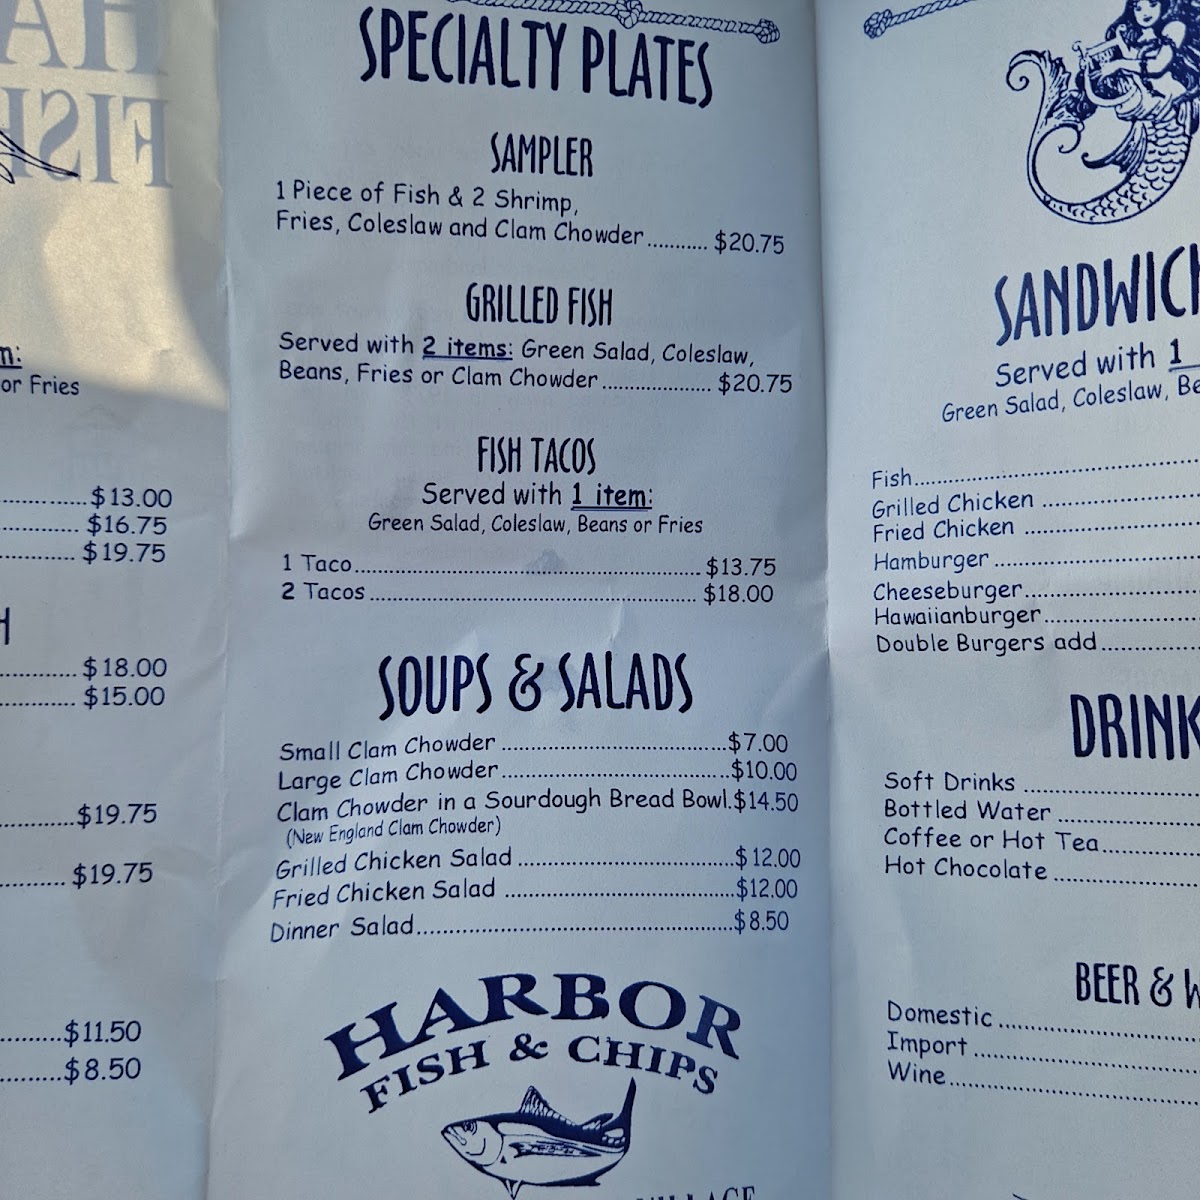 m:
or Fries
$13.00
$16.75
$19.75
H
$18.00
$15.00
$19.75
$19.75
$11.50
$8.50
SPECIALTY PLATES
SAMPLER
1 Piece of Fish & 2 Shrimp,
Fries, Coleslaw and Clam Chowder........... $20.75
GRILLED FISH
Served with 2 items: Green Salad, Coleslaw,
Beans, Fries or Clam Chowder.................. $20.75
FISH TACOS
Served with 1 item:
Green Salad, Coleslaw, Beans or Fries
1 Taco.......................................................... $13.75
2 Tacos....................................................... $18.00
SOUPS & SALADS
Small Clam Chowder ......................................$7.00
Large Clam Chowder......................................$10.00
Clam Chowder in a Sourdough Bread Bowl.$14.50
(New England Clam Chowder)
Grilled Chicken Salad ....................................$12.00
Fried Chicken Salad ......................................$12.00
Dinner Salad.....................................................$8.50
HARBOR
FISH & CHIPS
SANDWICH
Served with 1
Green Salad, Coleslaw, Be
Fish
Grilled Chicken
Fried Chicken
Hamburger
Cheeseburger
Hawaiianburger
Double Burgers add
DRINK
Soft Drinks
Bottled Water
Coffee or Hot Tea
Hot Chocolate
BEER & W
Domestic
Import
Wine